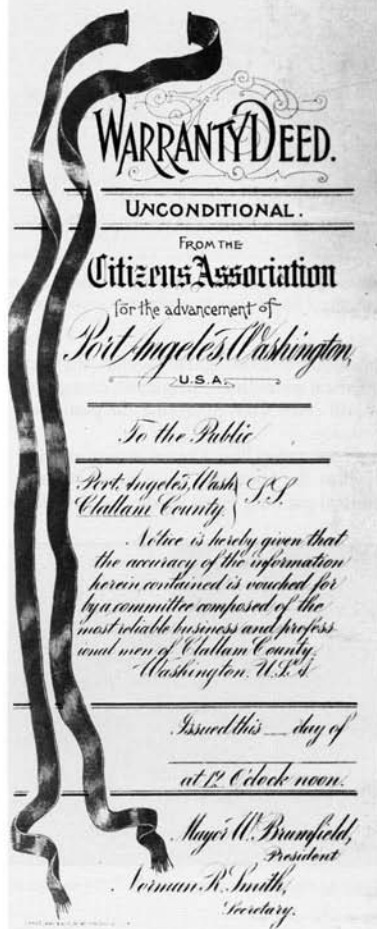 WARRANTY DEED.
UNCONDITIONAL.
FROM THE
Citizens Association
for the advancement of
Port Angeles, Washington,
U.S.A.
To the Public
Port Angeles, Wash
Clallam County } S.S.
Notice is hereby given that
the accuracy of the information
herein contained is vouched for
by a committee composed of the
most reliable business and profess
ional men of Clallam County,
Washington. U.S.A.
Issued this __ day of
at 12 O'clock noon.
Mayor W. Brumfield,
President
Norman R. Smith,
Secretary.